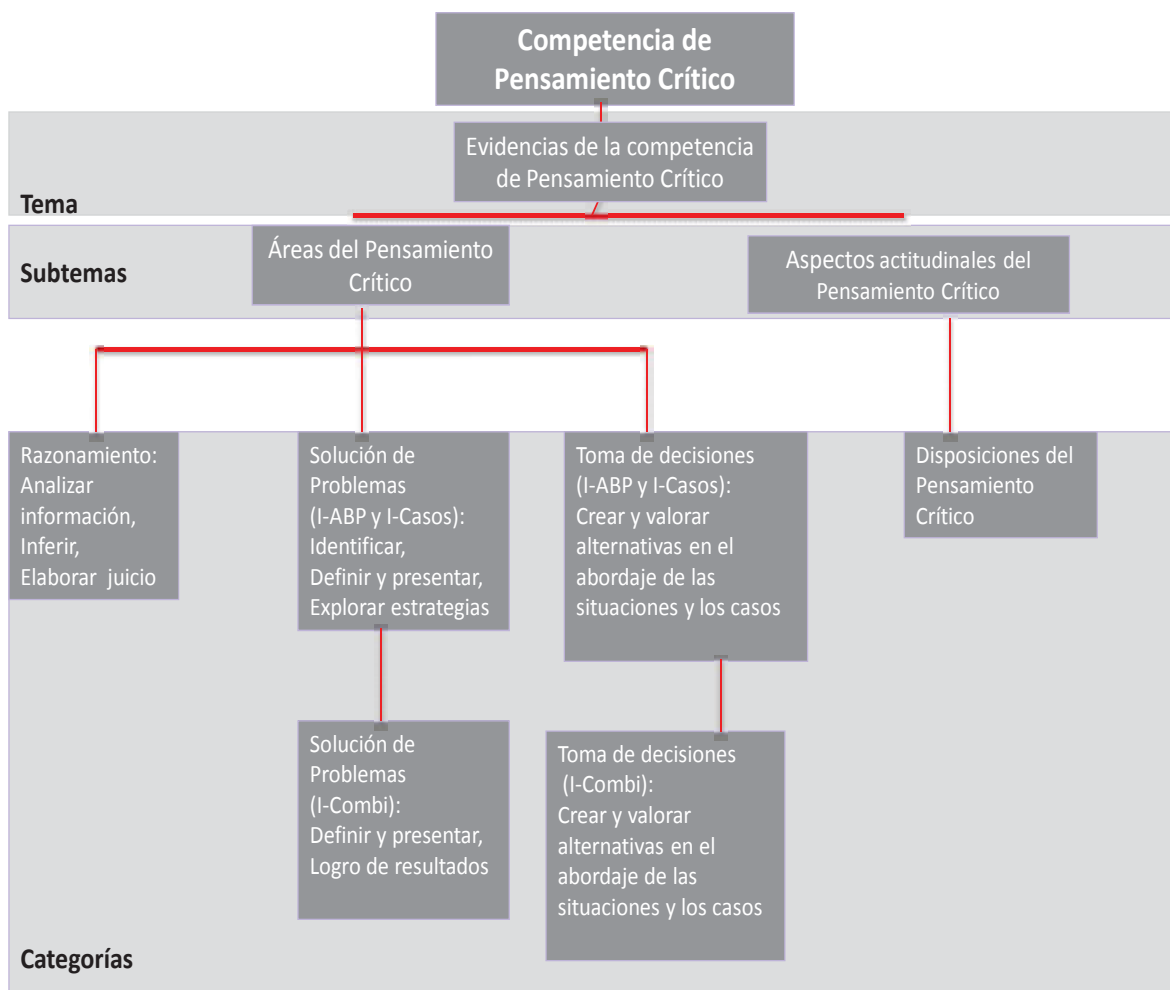 Competencia de
Pensamiento Crítico
Evidencias de la competencia
de Pensamiento Crítico
Tema
Subtemas
Áreas del Pensamiento
Crítico
Aspectos actitudinales del
Pensamiento Crítico
Razonamiento:
Analizar
información,
Inferir,
Elaborar juicio
Solución de
Problemas
(I-ABP y I-Casos):
Identificar,
Definir y presentar,
Explorar estrategias
Toma de decisiones
(I-ABP y I-Casos):
Crear y valorar
alternativas en el
abordaje de las
situaciones y los casos
Disposiciones del
Pensamiento
Crítico
Solución de
Problemas
(I-Combi):
Definir y presentar,
Logro de resultados
Toma de decisiones
(I-Combi):
Crear y valorar
alternativas en el
abordaje de las
situaciones y los casos
Categorías